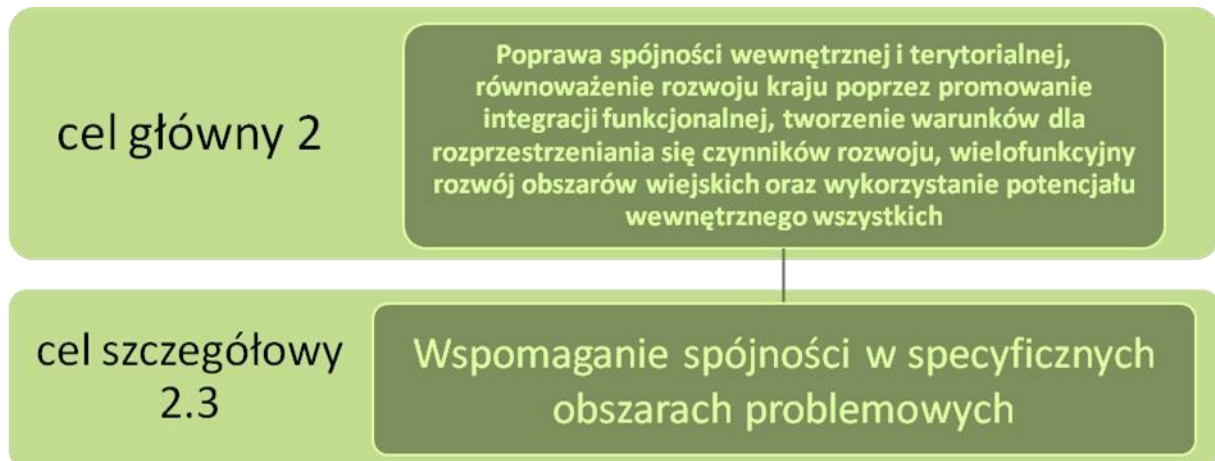 cel główny 2
Poprawa spójności wewnętrznej i terytorialnej,
równoważenie rozwoju kraju poprzez promowanie
integracji funkcjonalnej, tworzenie warunków dla
rozprzestrzeniania się czynników rozwoju, wielofunkcyjny
rozwój obszarów wiejskich oraz wykorzystanie potencjału
wewnętrznego wszystkich
cel szczegółowy
2.3
Wspomaganie spójności w specyficznych
obszarach problemowych